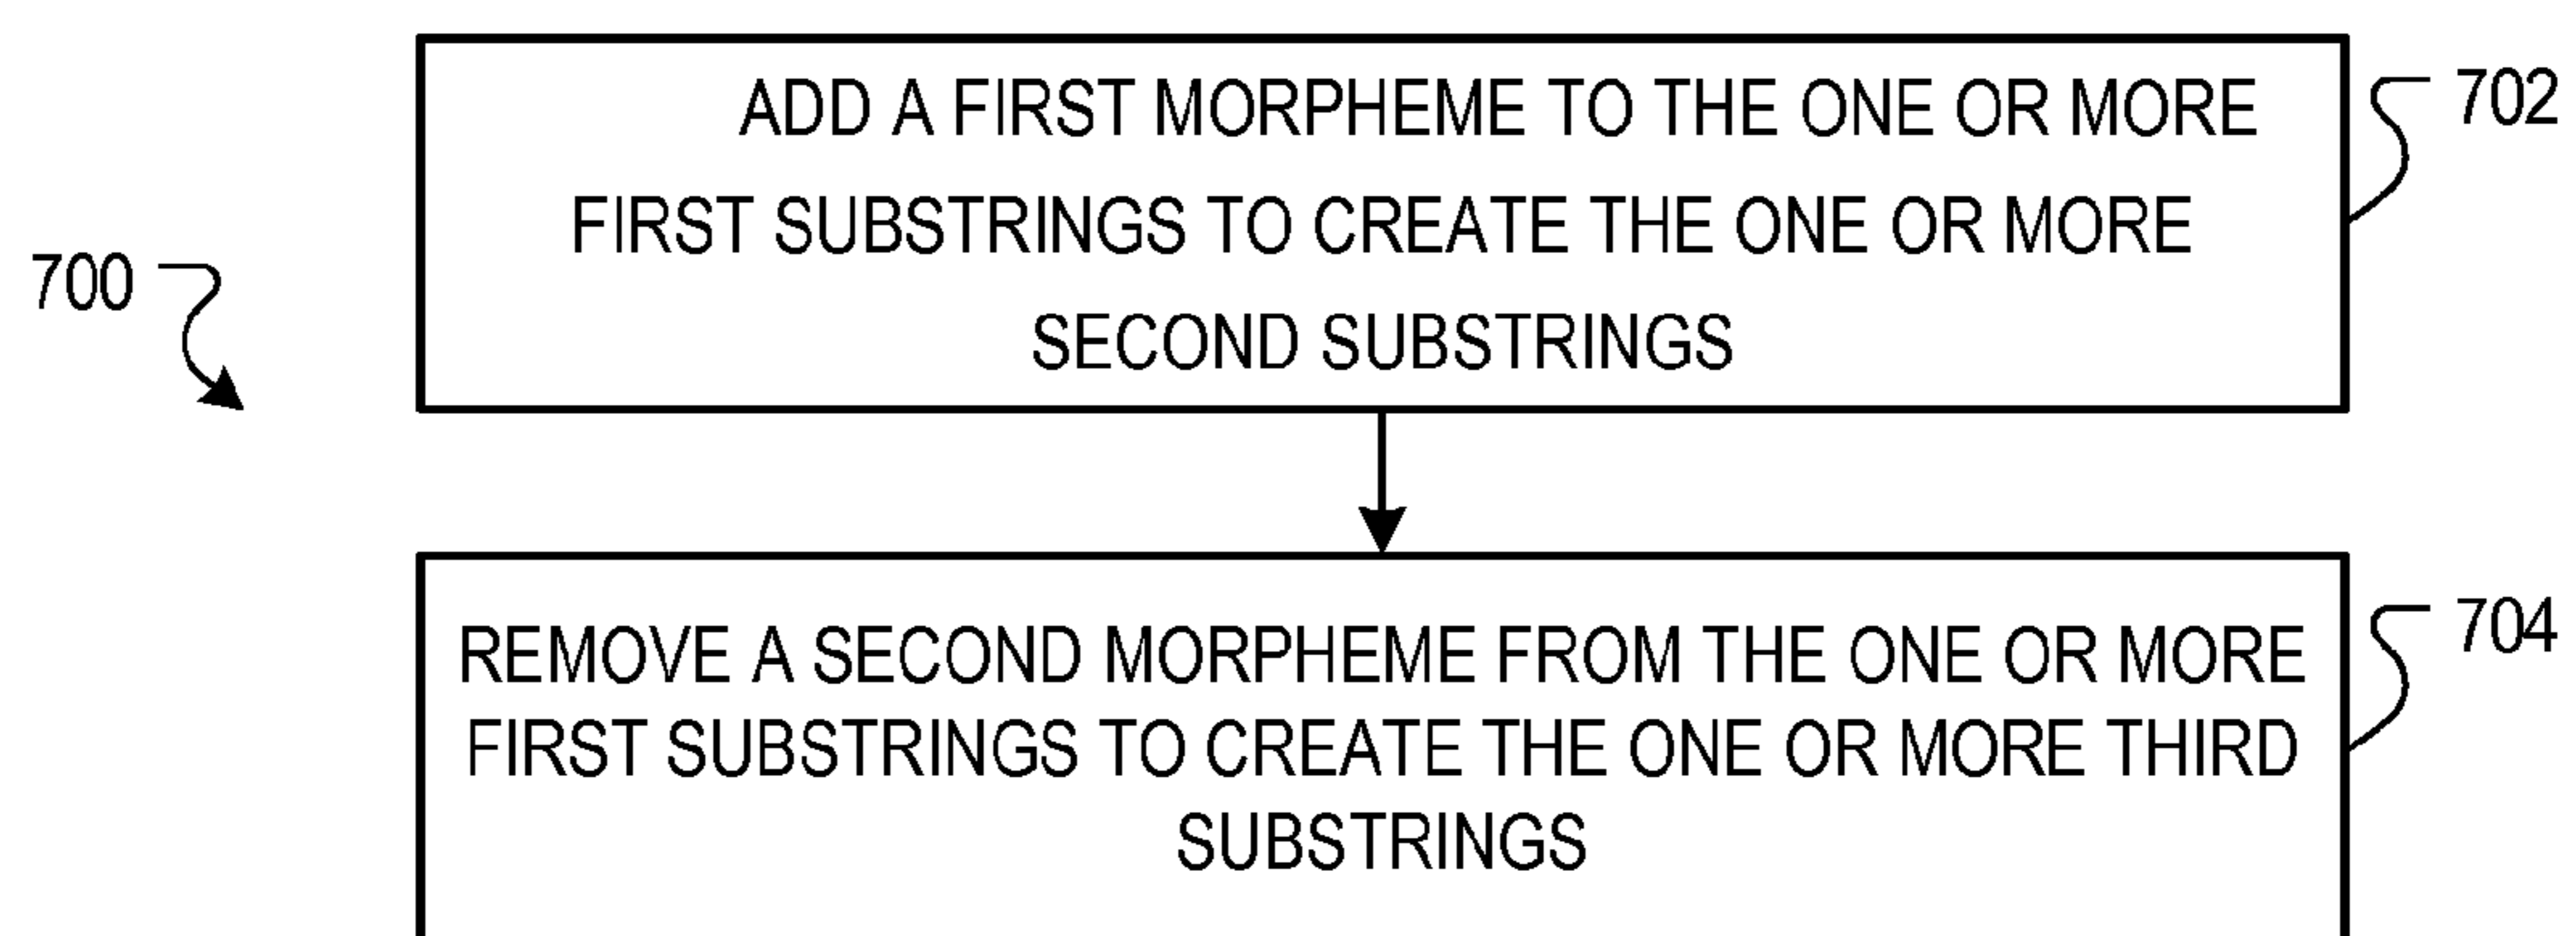 ADD A FIRST MORPHEME TO THE ONE OR MORE
FIRST SUBSTRINGS TO CREATE THE ONE OR MORE
SECOND SUBSTRINGS
702
700
REMOVE A SECOND MORPHEME FROM THE ONE OR MORE
FIRST SUBSTRINGS TO CREATE THE ONE OR MORE THIRD
SUBSTRINGS
704